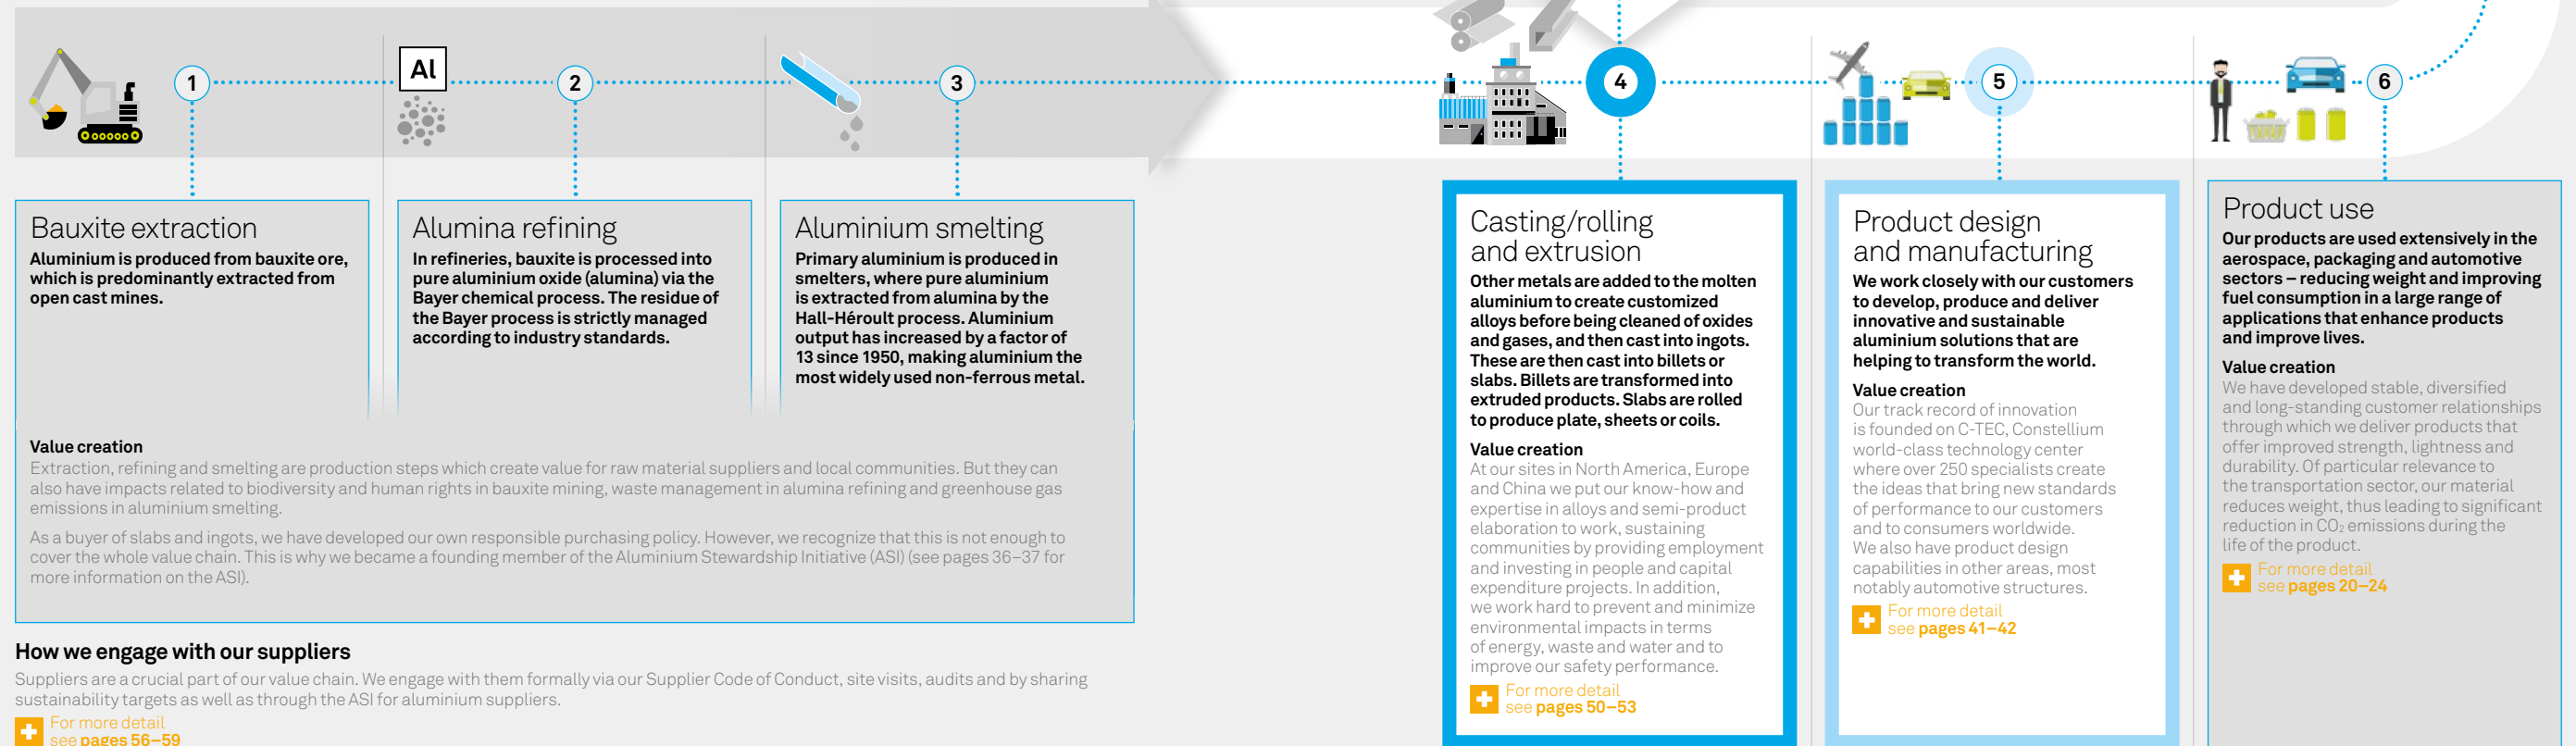 1
Al
2
3
4
5
6
Bauxite extraction
Aluminium is produced from bauxite ore,
which is predominantly extracted from
open cast mines.
Alumina refining
In refineries, bauxite is processed into
pure aluminium oxide (alumina) via the
Bayer chemical process. The residue of
the Bayer process is strictly managed
according to industry standards.
Aluminium smelting
Primary aluminium is produced in
smelters, where pure aluminium
is extracted from alumina by the
Hall-Héroult process. Aluminium
output has increased by a factor of
13 since 1950, making aluminium the
most widely used non-ferrous metal.
Value creation
Extraction, refining and smelting are production steps which create value for raw material suppliers and local communities. But they can
also have impacts related to biodiversity and human rights in bauxite mining, waste management in alumina refining and greenhouse gas
emissions in aluminium smelting.
As a buyer of slabs and ingots, we have developed our own responsible purchasing policy. However, we recognize that this is not enough to
cover the whole value chain. This is why we became a founding member of the Aluminium Stewardship Initiative (ASI) (see pages 36–37 for
more information on the ASI).
How we engage with our suppliers
Suppliers are a crucial part of our value chain. We engage with them formally via our Supplier Code of Conduct, site visits, audits and by sharing
sustainability targets as well as through the ASI for aluminium suppliers.
For more detail
see pages 56–59
Casting/rolling
and extrusion
Other metals are added to the molten
aluminium to create customized
alloys before being cleaned of oxides
and gases, and then cast into ingots.
These are then cast into billets or
slabs. Billets are transformed into
extruded products. Slabs are rolled
to produce plate, sheets or coils.
Value creation
At our sites in North America, Europe
and China we put our know-how and
expertise in alloys and semi-product
elaboration to work, sustaining
communities by providing employment
and investing in people and capital
expenditure projects. In addition,
we work hard to prevent and minimize
environmental impacts in terms
of energy, waste and water and to
improve our safety performance.
For more detail
see pages 50–53
Product design
and manufacturing
We work closely with our customers
to develop, produce and deliver
innovative and sustainable
aluminium solutions that are
helping to transform the world.
Value creation
Our track record of innovation
is founded on C-TEC, Constellium
world-class technology center
where over 250 specialists create
the ideas that bring new standards
of performance to our customers
and to consumers worldwide.
We also have product design
capabilities in other areas, most
notably automotive structures.
For more detail
see pages 41–42
Product use
Our products are used extensively in the
aerospace, packaging and automotive
sectors – reducing weight and improving
fuel consumption in a large range of
applications that enhance products
and improve lives.
Value creation
We have developed stable, diversified
and long-standing customer relationships
through which we deliver products that
offer improved strength, lightness and
durability. Of particular relevance to
the transportation sector, our material
reduces weight, thus leading to significant
reduction in CO₂ emissions during the
life of the product.
For more detail
see pages 20–24